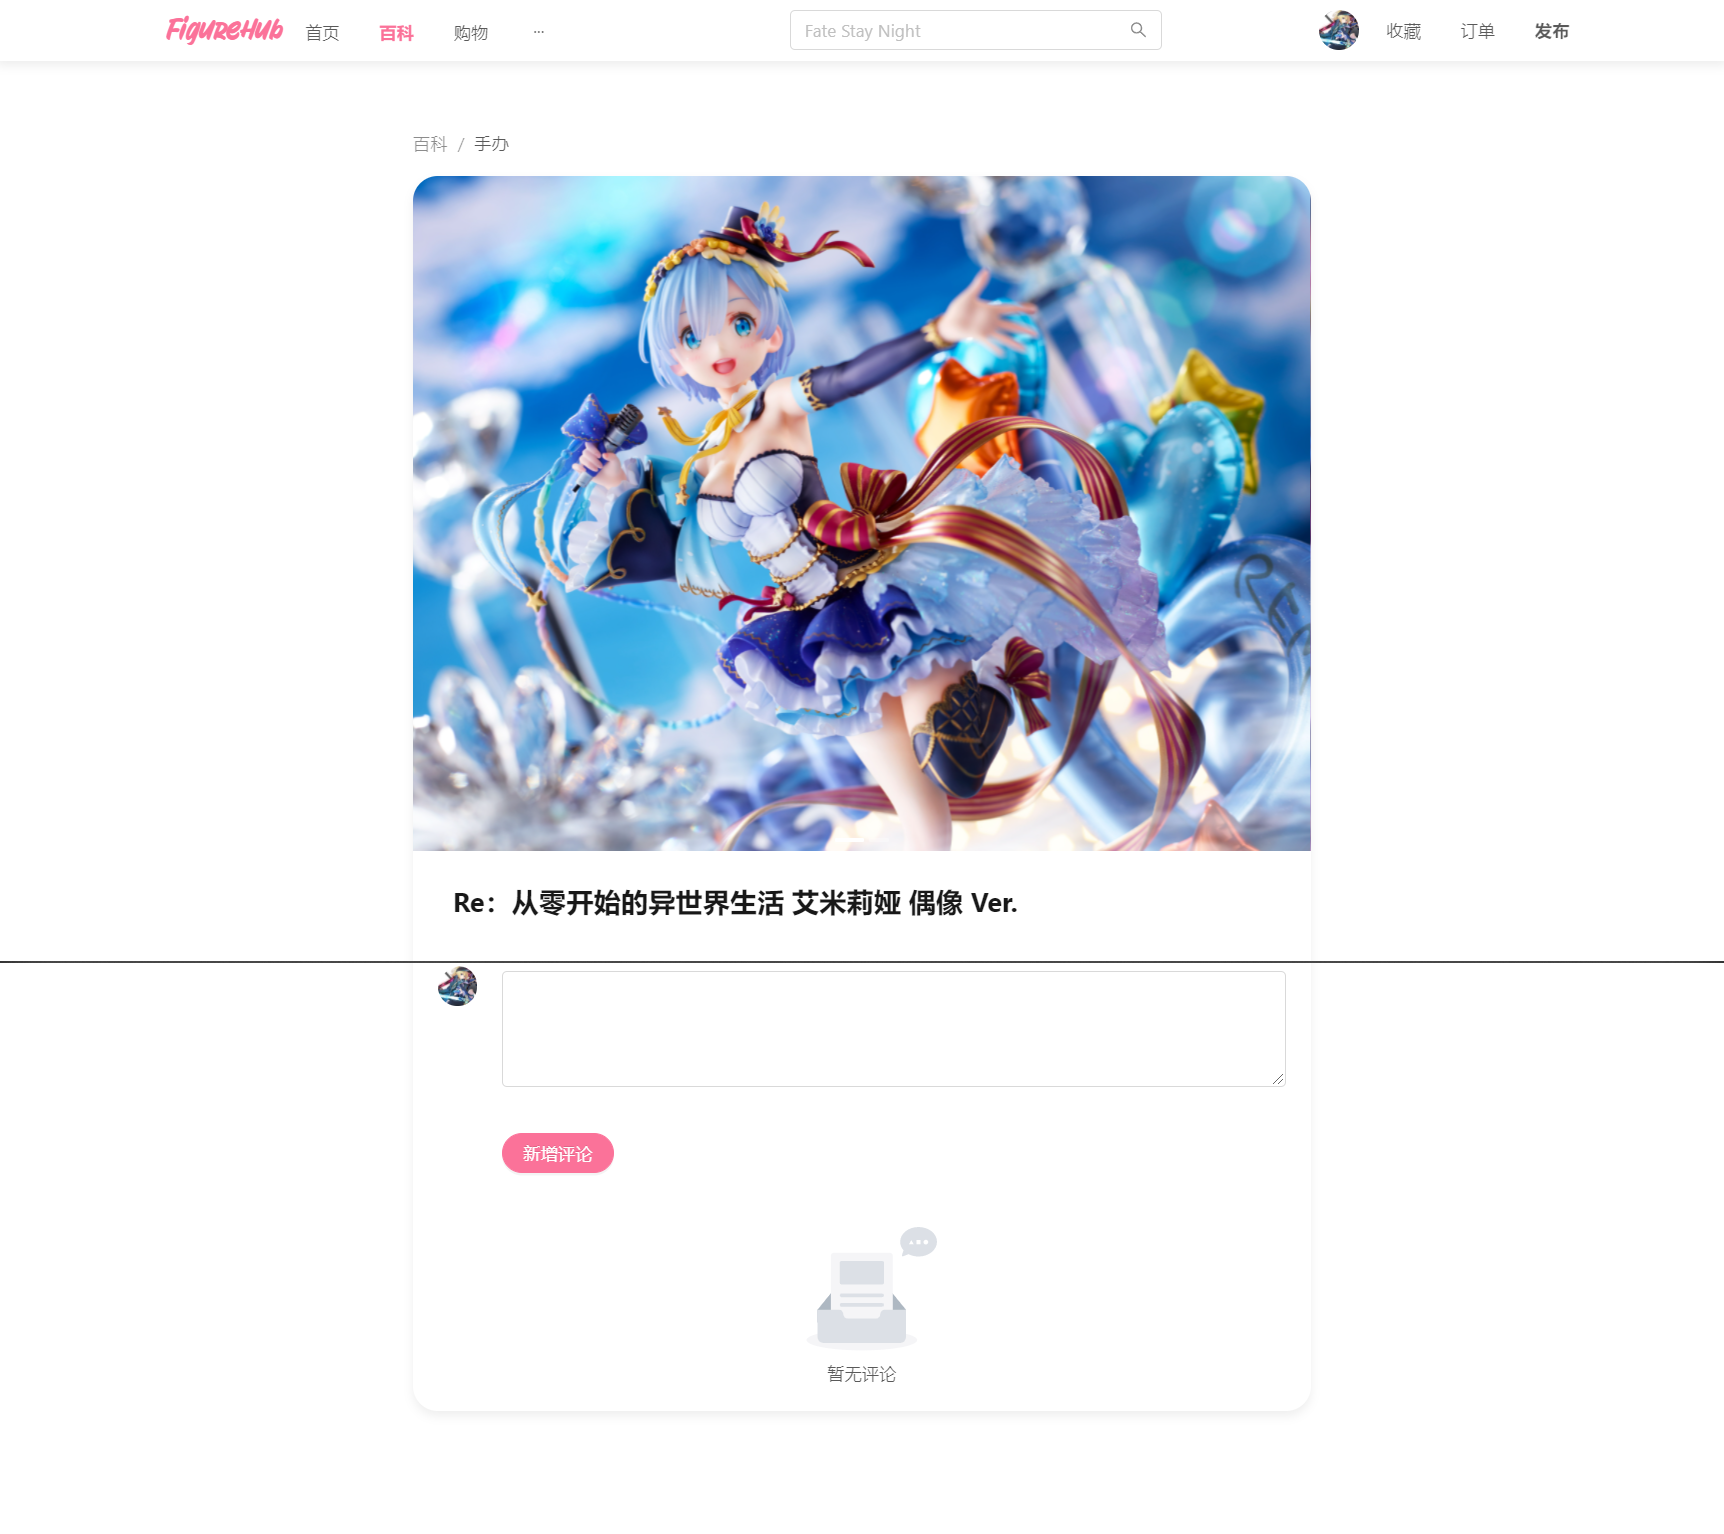 FigureHub 首页 百科 购物 ··· Fate Stay Night 收藏 订单 发布
百科 / 手办
Re：从零开始的异世界生活 艾米莉娅 偶像 Ver.
新增评论
暂无评论